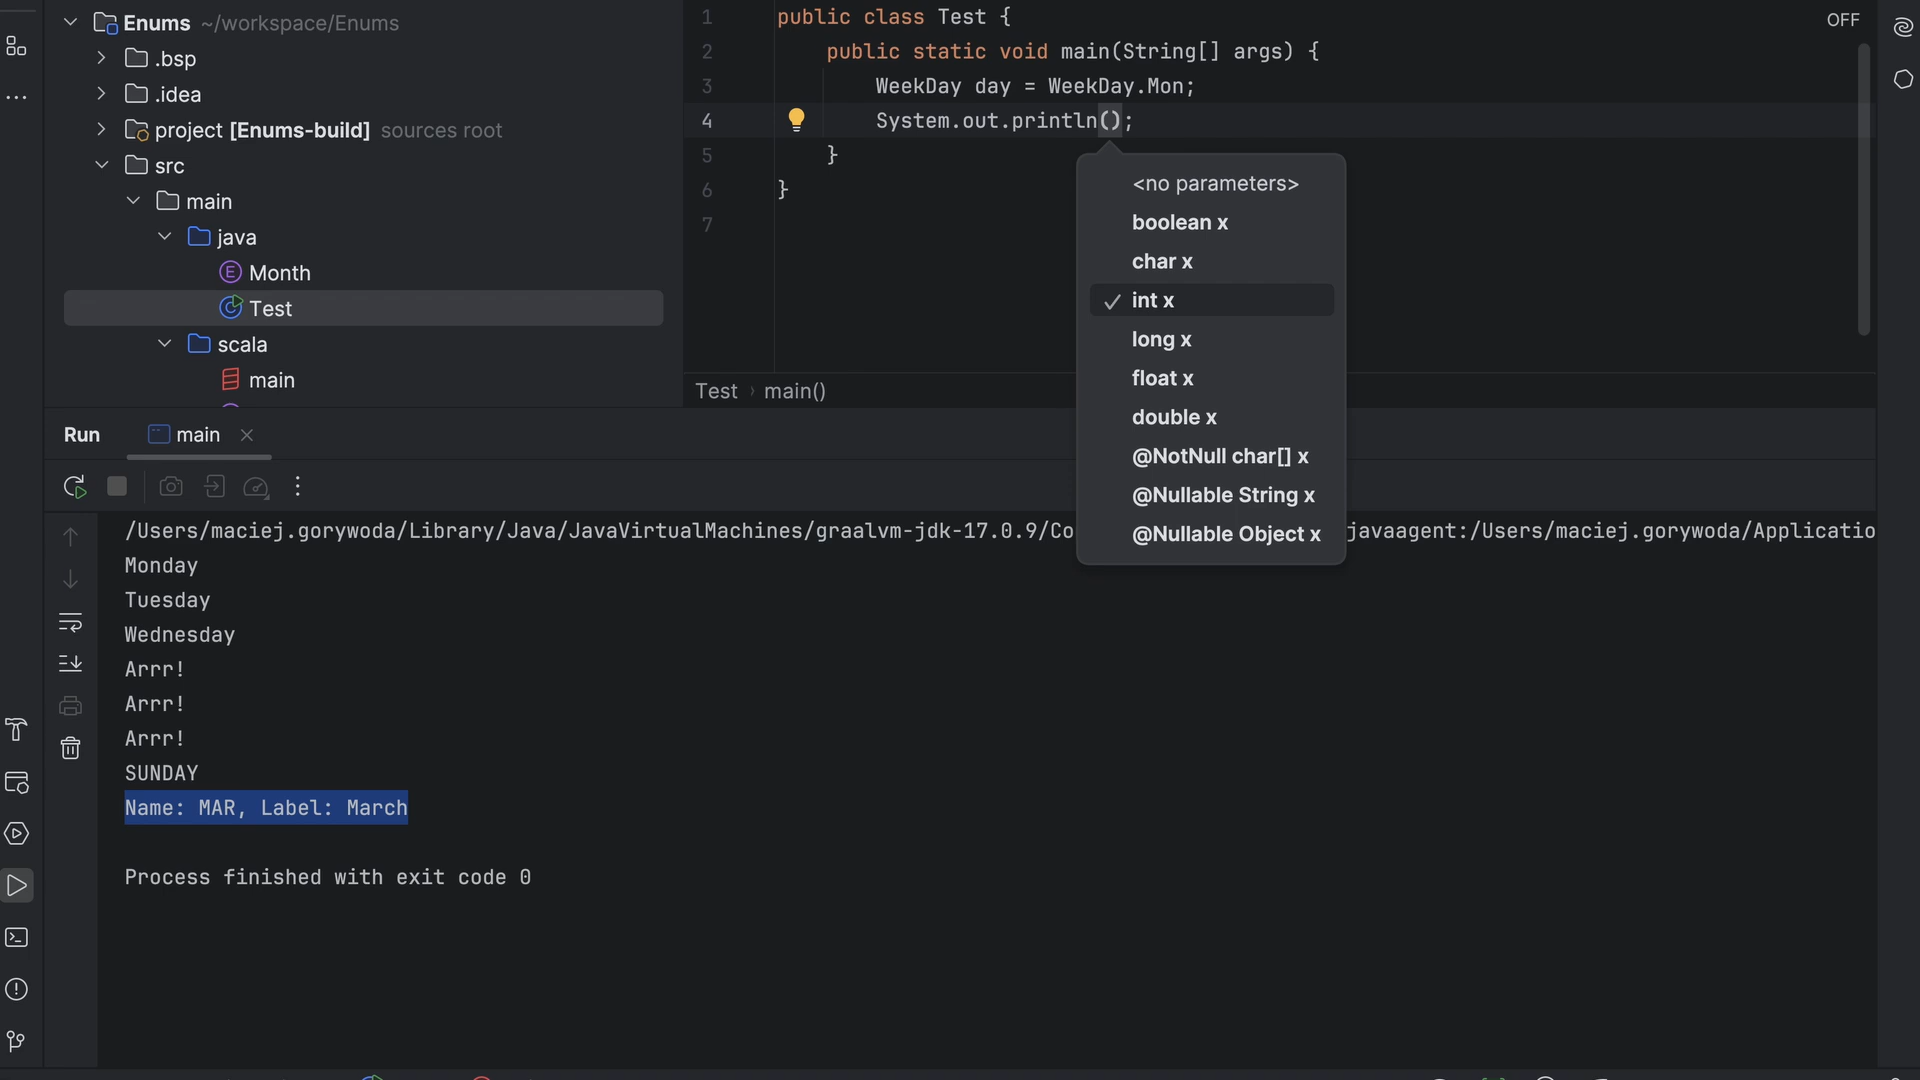 Enums ~/workspace/Enums
.bsp
.idea
project [Enums-build] sources root
src
main
java
E Month
C Test
scala
main
1 public class Test {
2 public static void main(String[] args) {
3 WeekDay day = WeekDay.Mon;
4 System.out.println();
5 }
6 }
7
OFF
<no parameters>
boolean x
char x
int x
long x
float x
double x
@NotNull char[] x
@Nullable String x
@Nullable Object x
Test › main()
Run main
/Users/maciej.gorywoda/Library/Java/JavaVirtualMachines/graalvm-jdk-17.0.9/Co javaagent:/Users/maciej.gorywoda/Applicatio
Monday
Tuesday
Wednesday
Arrr!
Arrr!
Arrr!
SUNDAY
Name: MAR, Label: March
Process finished with exit code 0